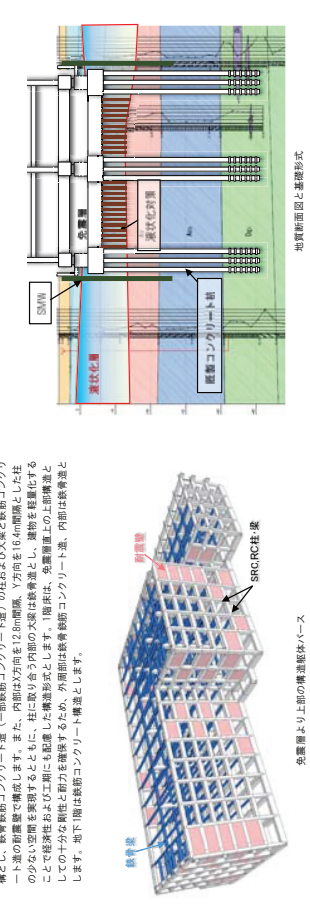 構とし、鉄骨鉄筋コンクリート造（一部鉄筋コンクリート造）の柱および大梁と鉄筋コンクリ
ート造の耐震壁で構成します。また、内部はX方向を12.8m間隔、Y方向を16.4m間隔とした柱
の少ない空間を実現するとともに、柱に取り合う内部の大梁は鉄骨造とし、建物を軽量化する
ことで経済性および工期にも配慮した構造形式とします。1階床は、免震層直上の上部構造と
しての十分な剛性と耐力を確保するため、外周部は鉄骨鉄筋コンクリート造、内部は鉄骨造と
します。地下1階は鉄筋コンクリート構造とします。
鉄骨梁
耐震壁
SRC,RC柱・梁
免震層より上部の構造躯体パース
SMW
免震層
液状化層
液状化対策
既製コンクリート杭
地質断面図と基礎形式